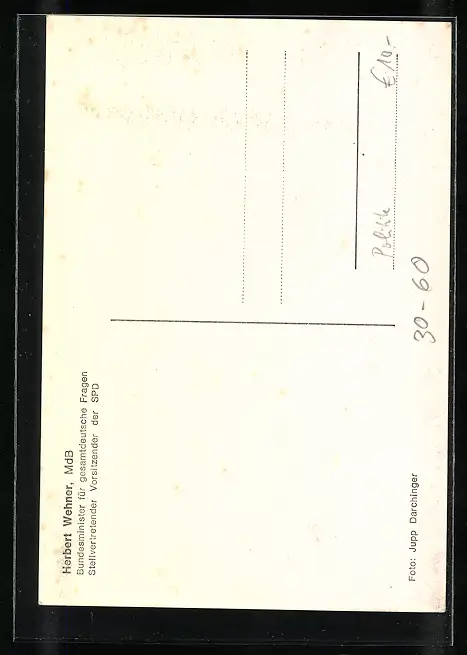 Herbert Wehner, MdB
Bundesminister für gesamtdeutsche Fragen
Stellvertretender Vorsitzender der SPD
Politik € 10,-
30-60
Foto: Jupp Darchinger